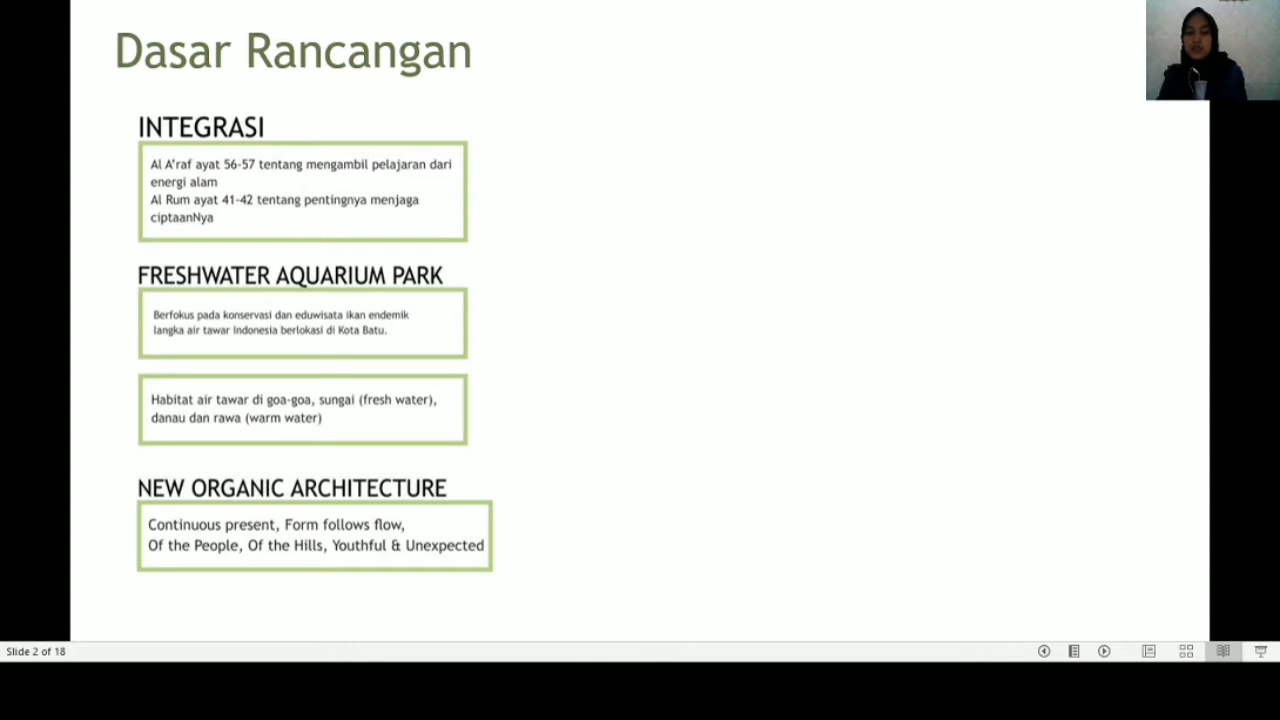 Dasar Rancangan
INTEGRASI
Al A'raf ayat 56-57 tentang mengambil pelajaran dari
energi alam
Al Rum ayat 41-42 tentang pentingnya menjaga
ciptaanNya
FRESHWATER AQUARIUM PARK
Berfokus pada konservasi dan eduwisata ikan endemik
langka air tawar Indonesia berlokasi di Kota Batu.
Habitat air tawar di goa-goa, sungai (fresh water),
danau dan rawa (warm water)
NEW ORGANIC ARCHITECTURE
Continuous present, Form follows flow,
Of the People, Of the Hills, Youthful & Unexpected
Slide 2 of 18